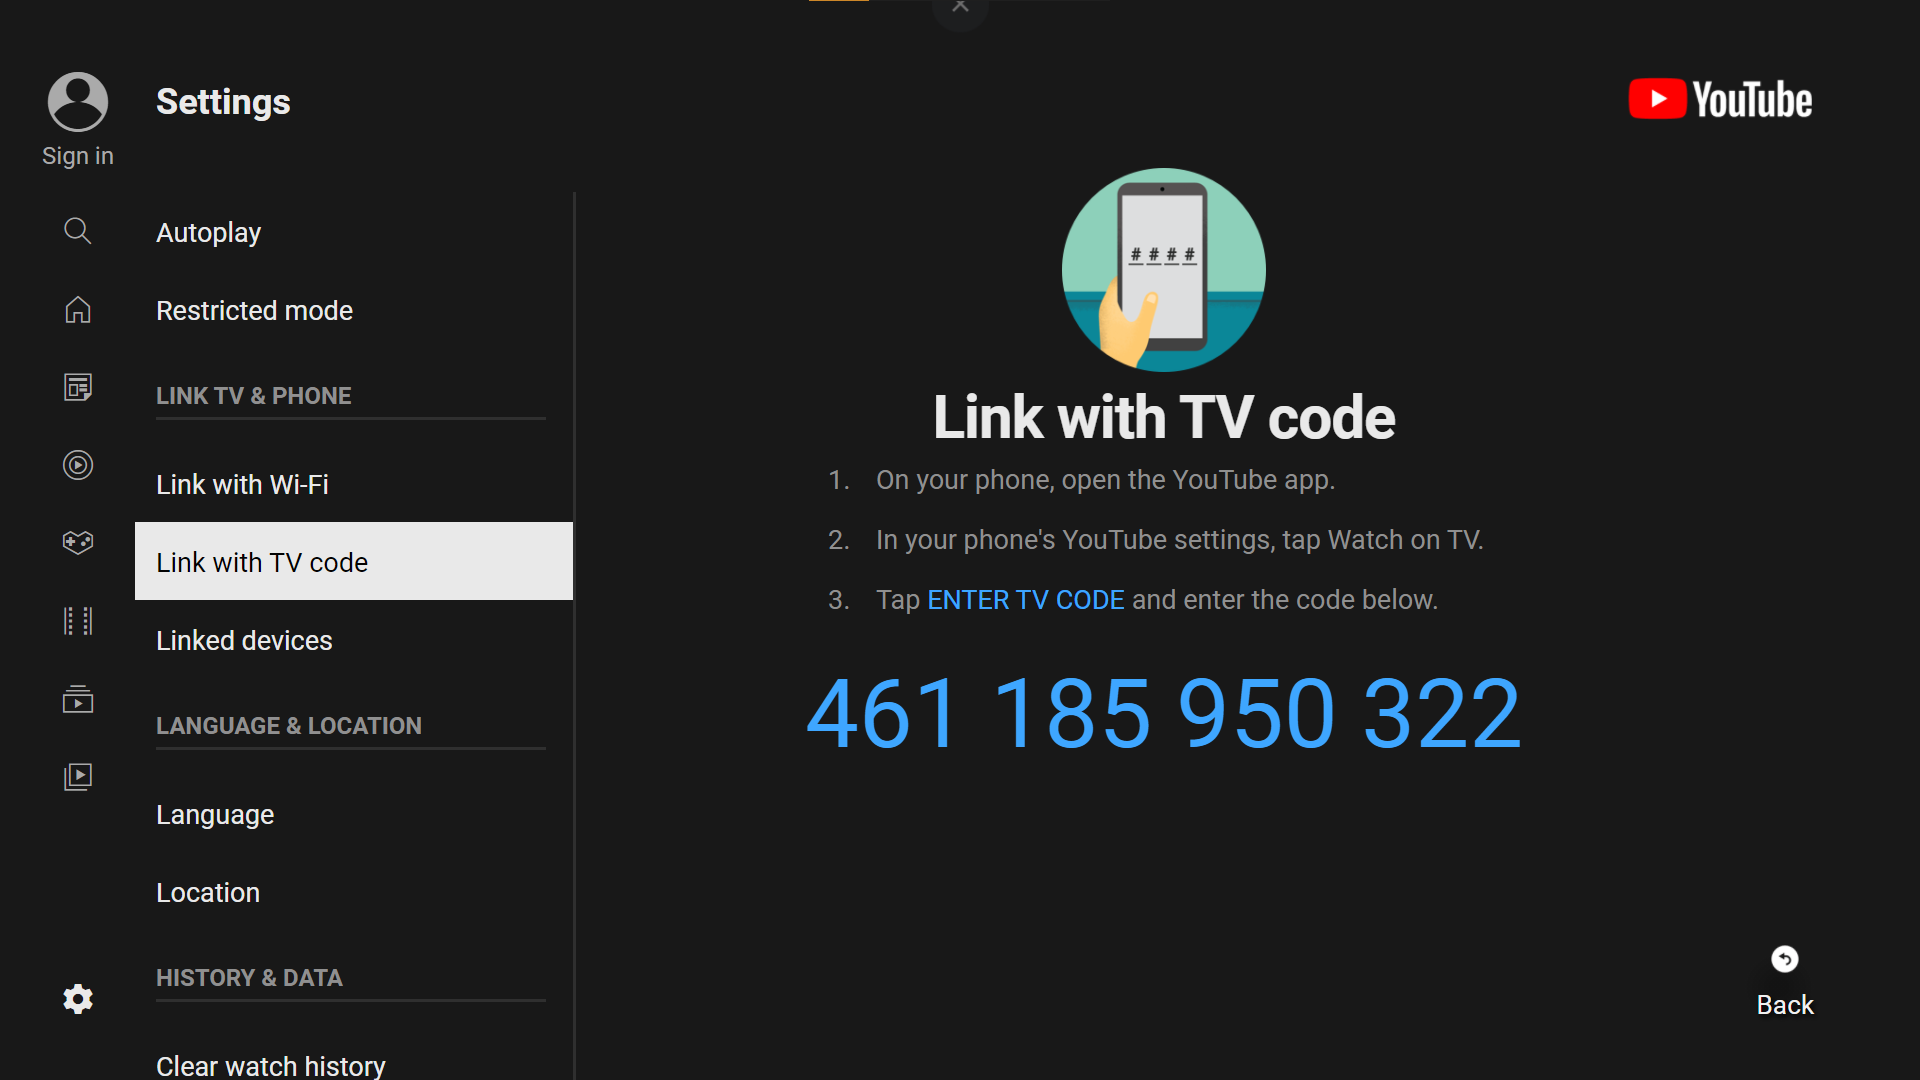 Settings
YouTube
Sign in
Autoplay
Restricted mode
LINK TV & PHONE
Link with Wi-Fi
Link with TV code
Linked devices
LANGUAGE & LOCATION
Language
Location
HISTORY & DATA
Clear watch history
# # # #
Link with TV code
1. On your phone, open the YouTube app.
2. In your phone's YouTube settings, tap Watch on TV.
3. Tap ENTER TV CODE and enter the code below.
461 185 950 322
Back